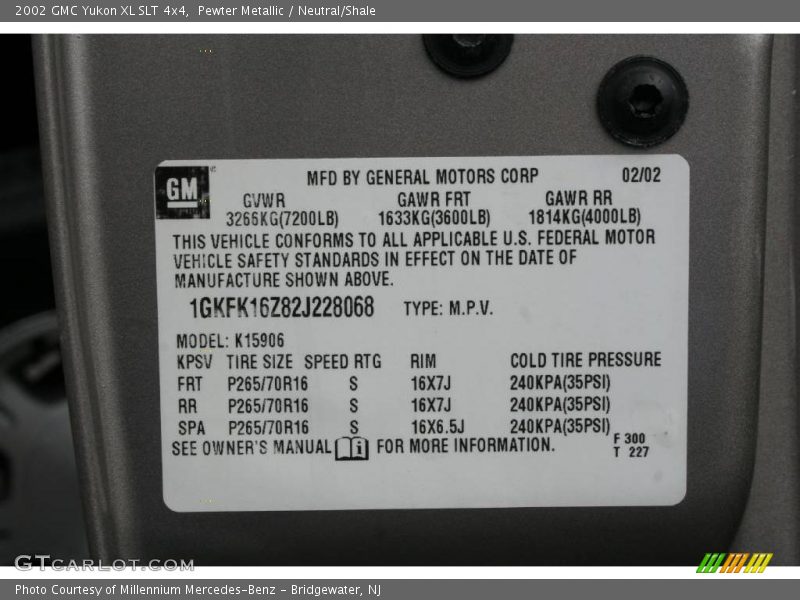 2002 GMC Yukon XL SLT 4x4,  Pewter Metallic / Neutral/Shale
GM
MFD BY GENERAL MOTORS CORP 02/02
GVWR GAWR FRT GAWR RR
3266KG(7200LB) 1633KG(3600LB) 1814KG(4000LB)
THIS VEHICLE CONFORMS TO ALL APPLICABLE U.S. FEDERAL MOTOR
VEHICLE SAFETY STANDARDS IN EFFECT ON THE DATE OF
MANUFACTURE SHOWN ABOVE.
1GKFK16Z82J228068 TYPE: M.P.V.
MODEL: K15906
KPSV TIRE SIZE SPEED RTG RIM COLD TIRE PRESSURE
FRT P265/70R16 S 16X7J 240KPA(35PSI)
RR P265/70R16 S 16X7J 240KPA(35PSI)
SPA P265/70R16 S 16X6.5J 240KPA(35PSI)
SEE OWNER'S MANUAL i FOR MORE INFORMATION.
F 300
T 227
GTCARLOT.COM
Photo Courtesy of Millennium Mercedes-Benz - Bridgewater, NJ